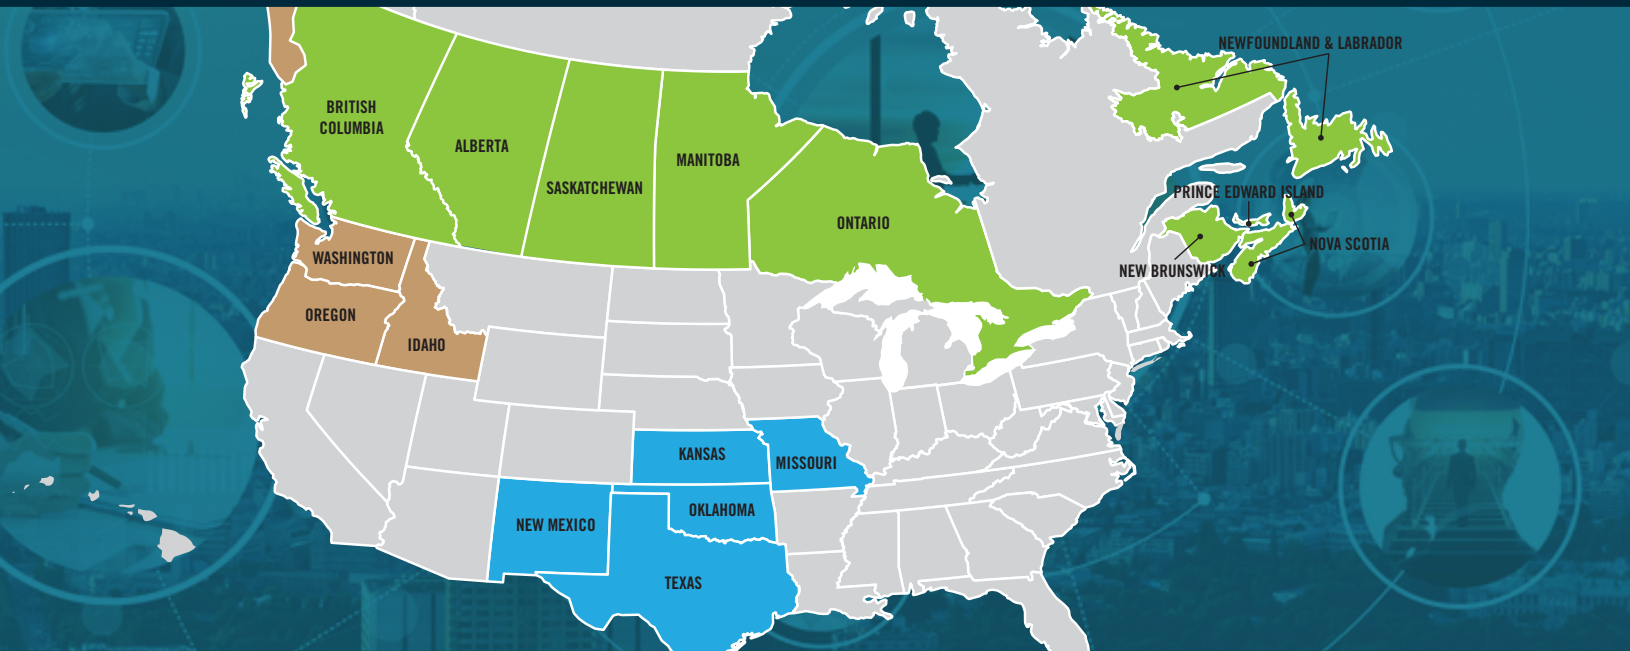 NEWFOUNDLAND & LABRADOR
BRITISH
COLUMBIA
ALBERTA
MANITOBA
SASKATCHEWAN
PRINCE EDWARD ISLAND
ONTARIO
NOVA SCOTIA
WASHINGTON
NEW BRUNSWICK
OREGON
IDAHO
KANSAS
MISSOURI
OKLAHOMA
NEW MEXICO
TEXAS